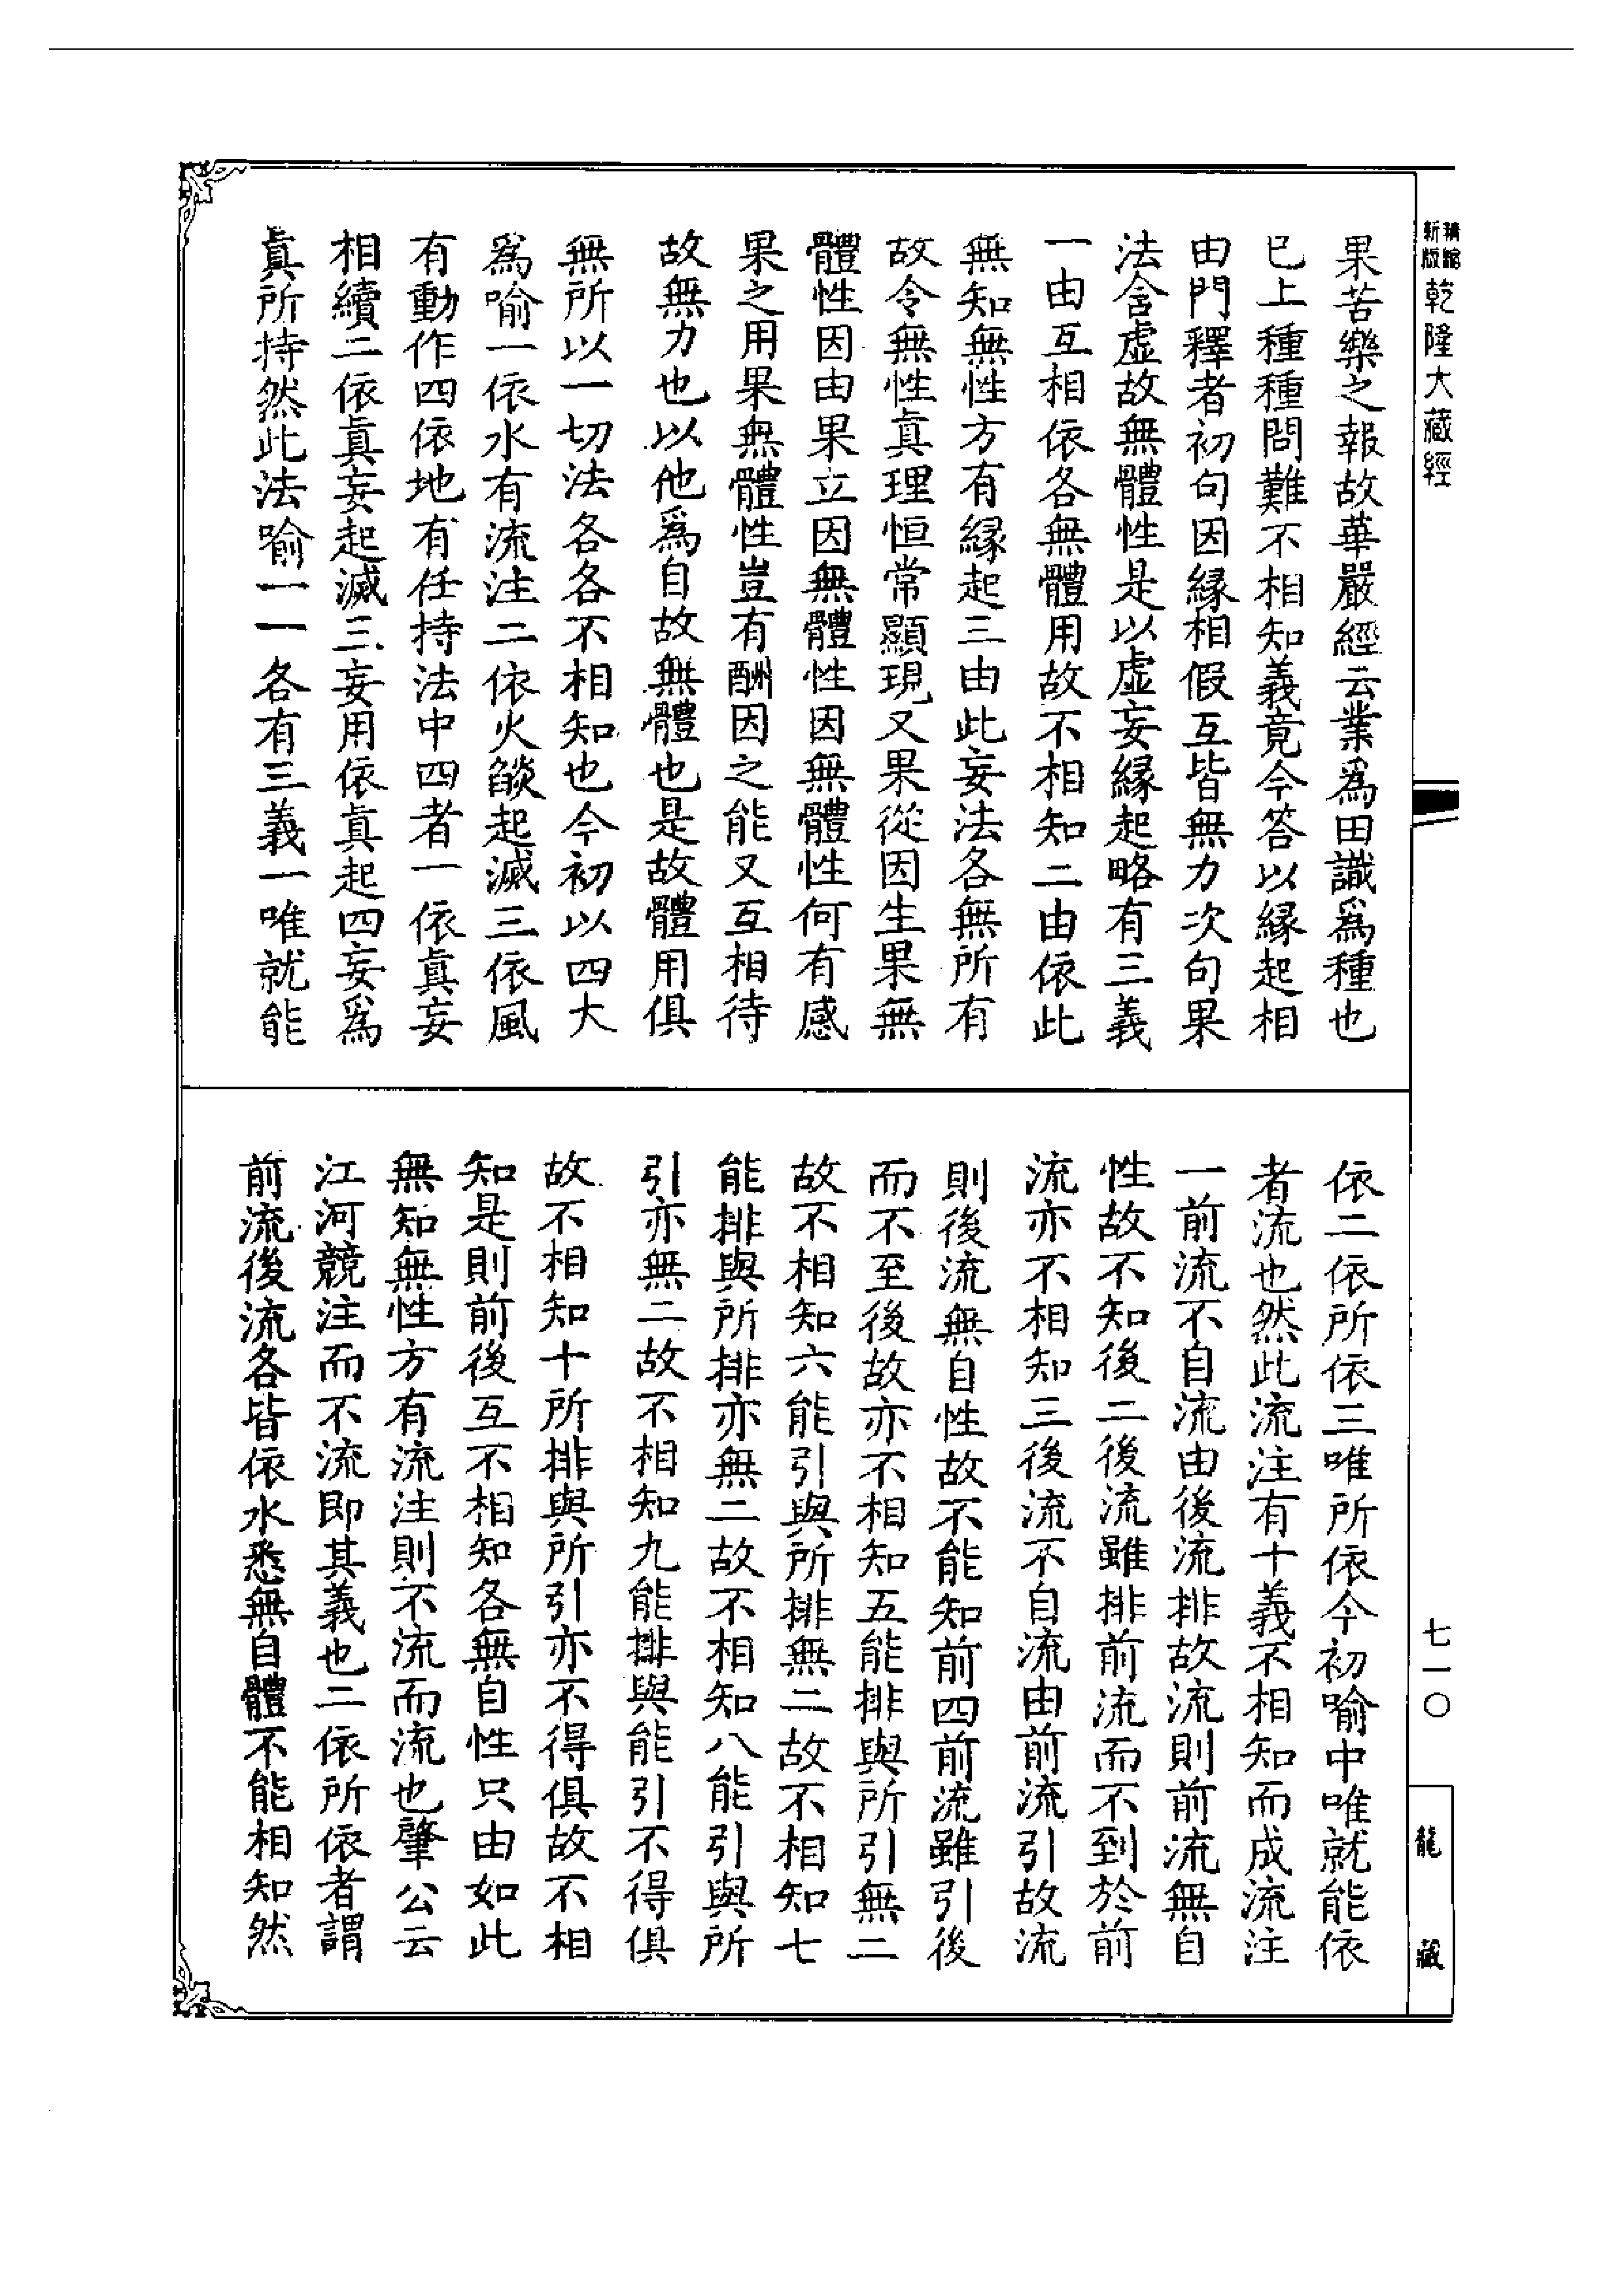 新版
精縮
乾隆大藏經
果苦樂之報故華嚴經云業爲田識爲種也
已上種種問難不相知義竟今答以緣起相
由門釋者初句因緣相假互皆無力次句果
法含虛故無體性是以虛妄緣起略有三義
一由互相依各無體用故不相知二由依此
無知無性方有緣起三由此妄法各無所有
故令無性眞理恒常顯現又果從因生果無
體性因由果立因無體性因無體性何有感
果之用果無體性豈有酬因之能又互相待
故無力也以他爲自故無體也是故體用俱
無所以一切法各各不相知也今初以四大
爲喻一依水有流注二依火燄起滅三依風
有動作四依地有任持法中四者一依眞妄
相續二依眞妄起滅三妄用依眞起四妄爲
眞所持然此法喻一一各有三義一唯就能
依二依所依三唯所依今初喻中唯就能依
者流也然此流注有十義不相知而成流注
一前流不自流由後流排故流則前流無自
性故不知後二後流雖排前流而不到於前
流亦不相知三後流不自流由前流引故流
則後流無自性故不能知前四前流雖引後
而不至後故亦不相知五能排與所引無二
故不相知六能引與所排無二故不相知七
能排與所排亦無二故不相知八能引與所
引亦無二故不相知九能排與能引不得俱
故不相知十所排與所引亦不得俱故不相
知是則前後互不相知各無自性只由如此
無知無性方有流注則不流而流也肇公云
江河競注而不流即其義也二依所依者謂
前流後流各皆依水悉無自體不能相知然
七一〇
龍藏